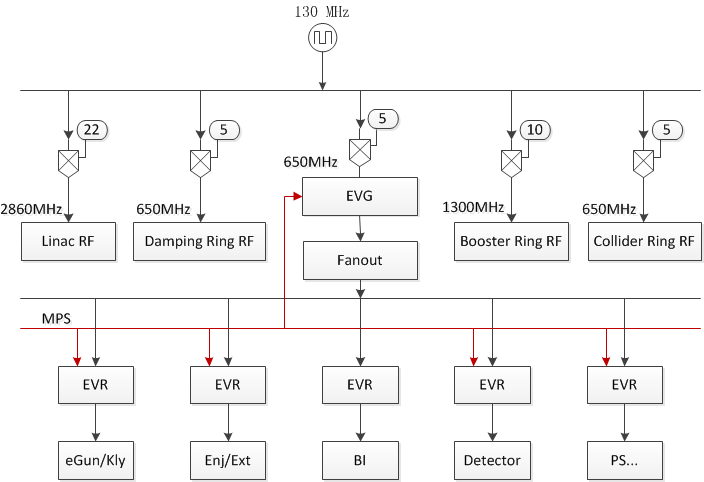 130 MHz
22
5
5
10
5
650MHz
2860MHz
650MHz
EVG
1300MHz
650MHz
Linac RF
Damping Ring RF
Booster Ring RF
Collider Ring RF
Fanout
MPS
EVR
EVR
EVR
EVR
EVR
eGun/Kly
Enj/Ext
BI
Detector
PS...